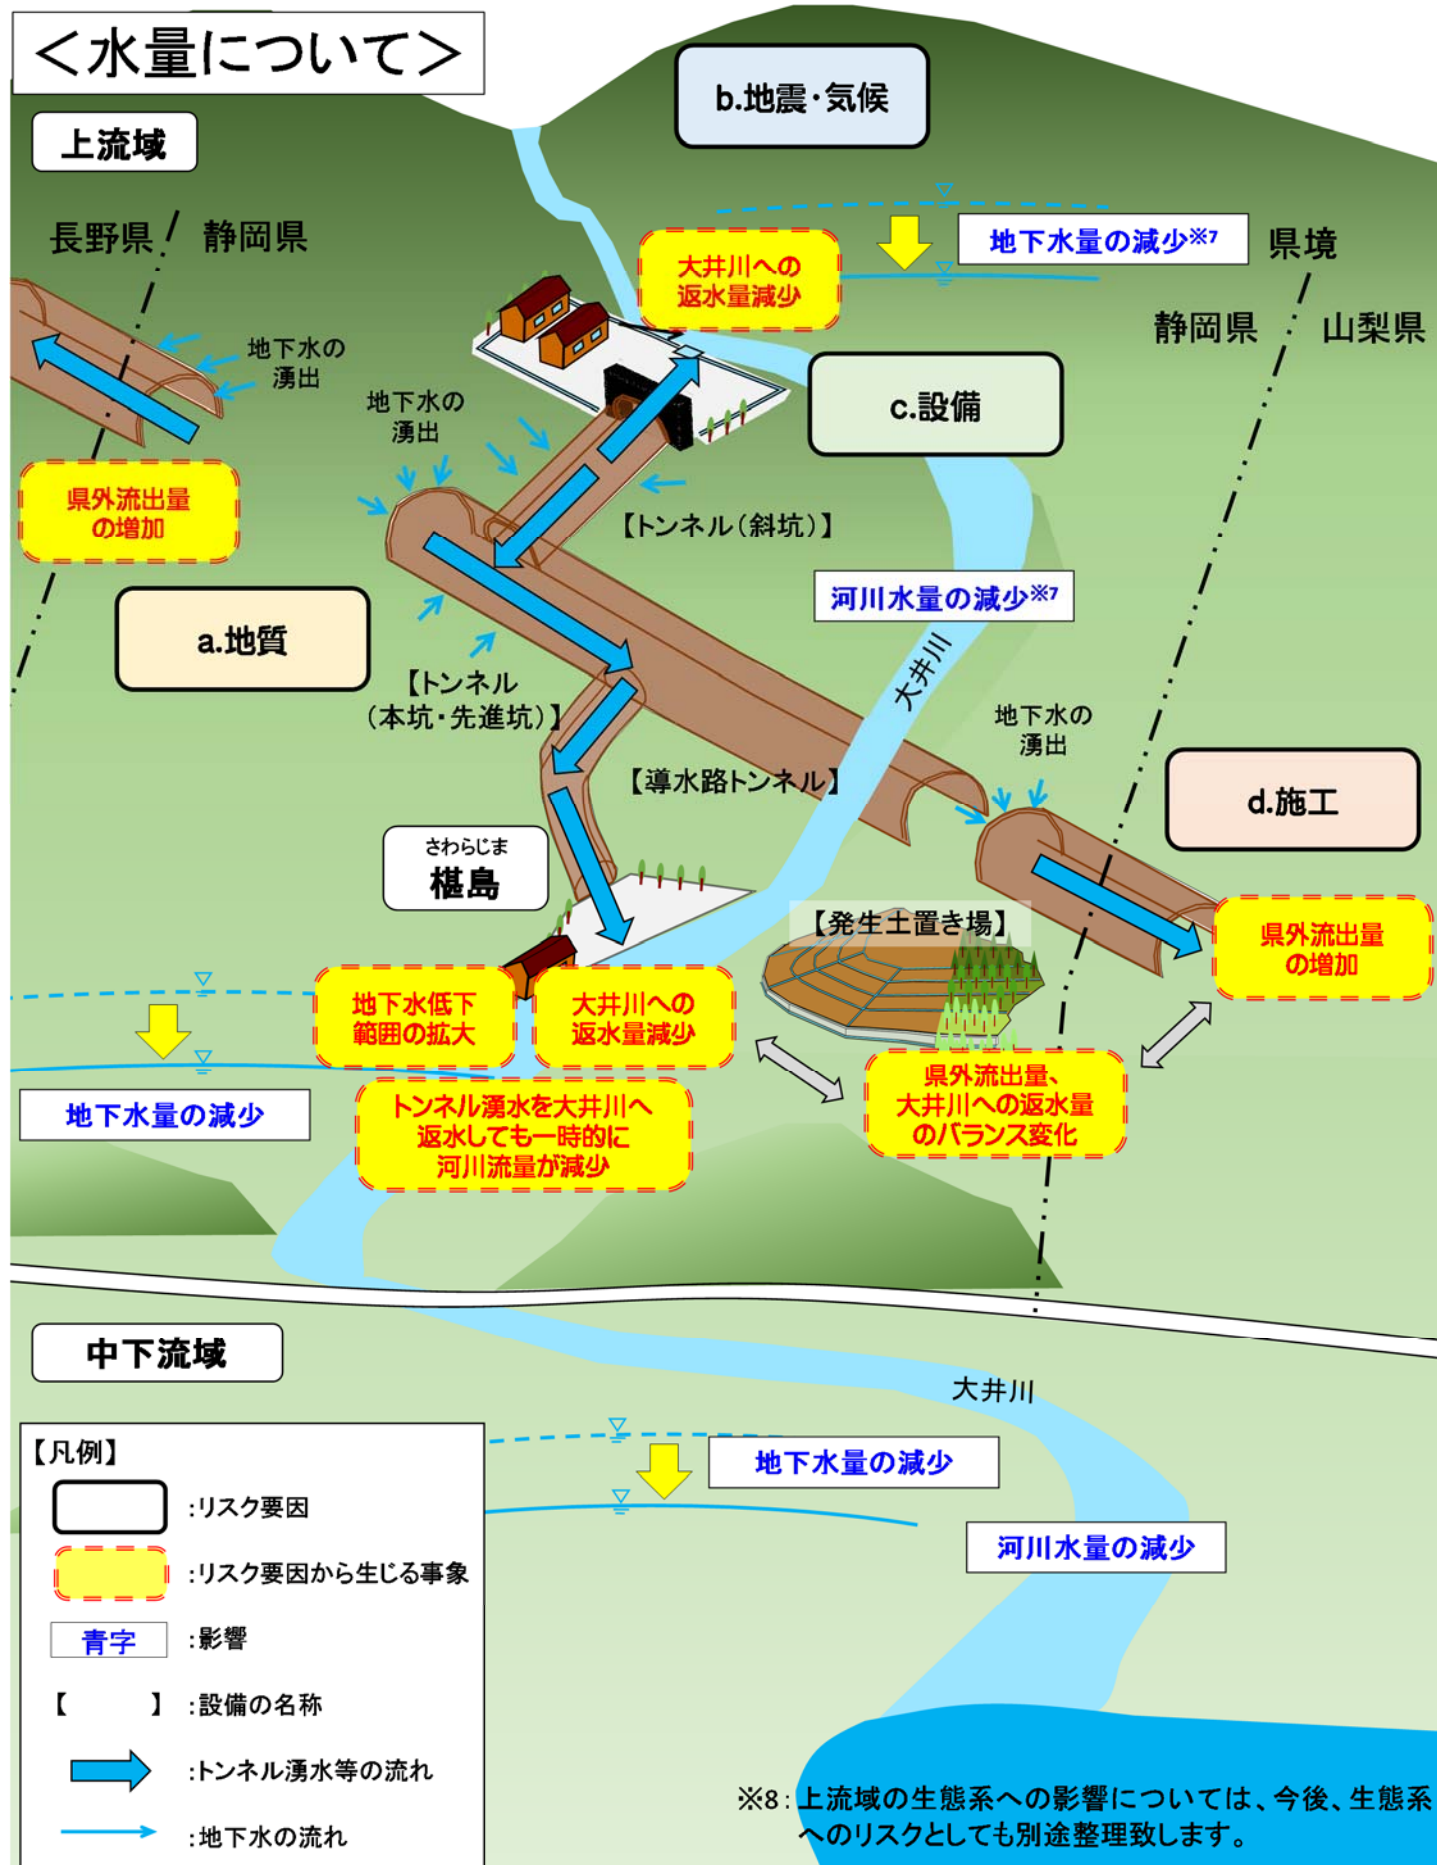 ＜水量について＞
b.地震・気候
上流域
長野県
静岡県
地下水量の減少※7
県境
大井川への
返水量減少
静岡県
山梨県
地下水の
湧出
地下水の
湧出
c.設備
県外流出量
の増加
【トンネル（斜坑）】
河川水量の減少※7
a.地質
大井川
【トンネル
（本坑・先進坑）】
地下水の
湧出
【導水路トンネル】
d.施工
さわらじま
椹島
【発生土置き場】
県外流出量
の増加
地下水低下
範囲の拡大
大井川への
返水量減少
県外流出量、
大井川への返水量
のバランス変化
地下水量の減少
トンネル湧水を大井川へ
返水しても一時的に
河川流量が減少
中下流域
大井川
地下水量の減少
河川水量の減少
【凡例】
:リスク要因
:リスク要因から生じる事象
青字 :影響
【　　　】:設備の名称
:トンネル湧水等の流れ
:地下水の流れ
※8：上流域の生態系への影響については、今後、生態系
へのリスクとしても別途整理致します。